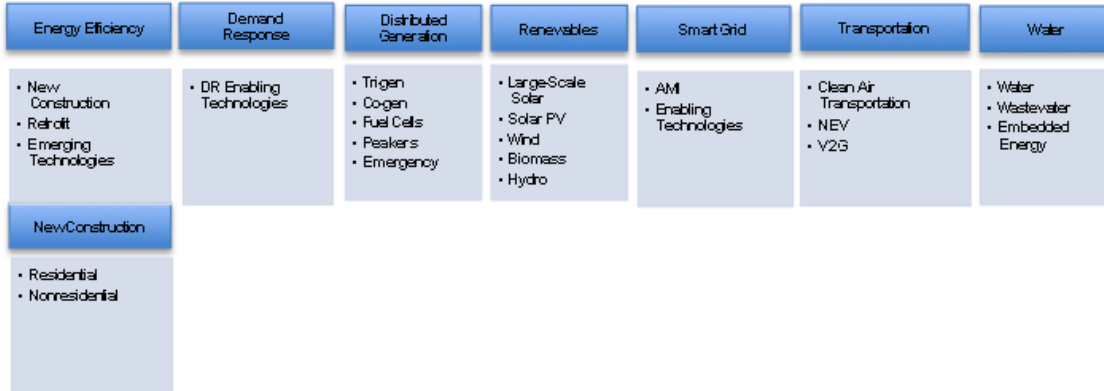 Energy Efficiency
• New
Construction
• Retrofit
• Emerging
Technologies
Demand
Response
• DR Enabling
Technologies
Distributed
Generation
• Trigen
• Co-gen
• Fuel Cells
• Peakers
• Emergency
Renewables
• Large-Scale
Solar
• Solar PV
• Wind
• Biomass
• Hydro
Smart Grid
• AMI
• Enabling
Technologies
Transportation
• Clean Air
Transportation
• NEV
• V2G
Water
• Water
• Wastewater
• Embedded
Energy
New Construction
• Residential
• Nonresidential